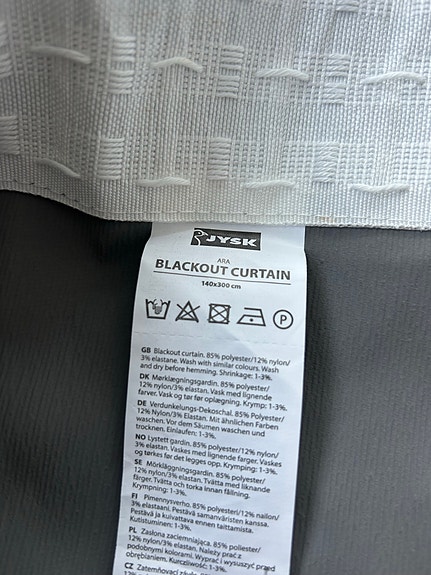 JYSK
ARA
BLACKOUT CURTAIN
140x300 cm
P
GB Blackout curtain. 85% polyester/12% nylon/
3% elastane. Wash with similar colours. Wash
and dry before hemming. Shrinkage: 1-3%.
DK Mørklægningsgardin. 85% polyester/
12% nylon/3% elastan. Vask med lignende
farver. Vask og tør før oplægning. Krymp: 1-3%.
DE Verdunkelungs-Dekoschal. 85% Polyester/
12% Nylon/3% Elastan. Mit ähnlichen Farben
waschen. Vor dem Säumen waschen und
trocknen. Einlaufen: 1-3%.
NO Lystett gardin. 85% polyester/12% nylon/
3% elastan. Vaskes med lignende farger. Vaskes
og tørkes før det legges opp. Krymping: 1-3%.
SE Mörkläggningsgardin. 85% polyester/
12% nylon/3% elastan. Tvätta med liknande
färger. Tvätta och torka innan fållning.
Krympning: 1-3%.
FI Pimennysverho. 85% polyesteri/12% nailon/
3% elastaani. Pestävä samanväristen kanssa.
Pestävä ja kuivattava ennen taittamista.
Kutistuminen: 1-3%.
PL Zasłona zaciemniająca. 85% poliester/
12% nylon/3% elastan. Należy prać z
podobnymi kolorami. Wyprać i wysuszyć przed
obrębieniem. Kurczliwość: 1-3%.
CZ Zatemňovací
12% nylon/3%